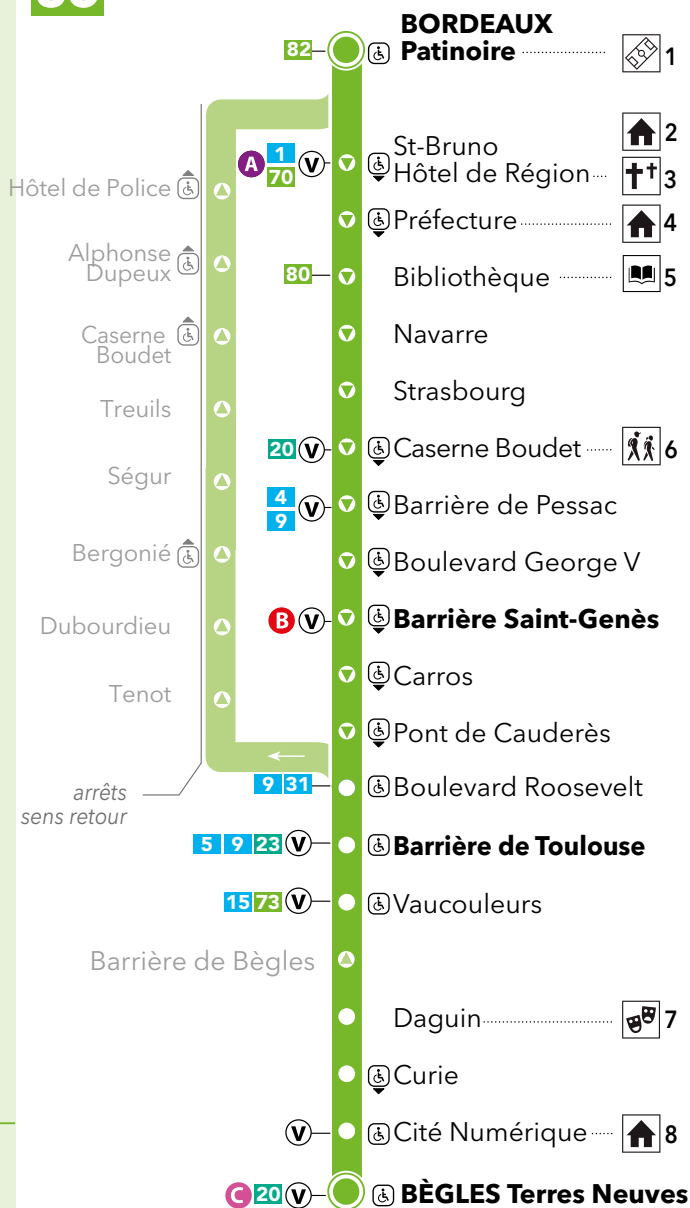 BORDEAUX
82 Patinoire 1
2
A 1 V St-Bruno
70 Hôtel de Région 3
Hôtel de Police
Préfecture 4
Alphonse
Dupeux
80 Bibliothèque 5
Caserne
Boudet
Navarre
Treuils
Strasbourg
20 V Caserne Boudet 6
Ségur
4 V Barrière de Pessac
9
Bergonié
Boulevard George V
Dubourdieu
B V Barrière Saint-Genès
Tenot
Carros
Pont de Cauderès
arrêts
sens retour
9 31 Boulevard Roosevelt
5 9 23 V Barrière de Toulouse
15 73 V Vaucouleurs
Barrière de Bègles
Daguin 7
Curie
V Cité Numérique 8
C 20 V BÈGLES Terres Neuves